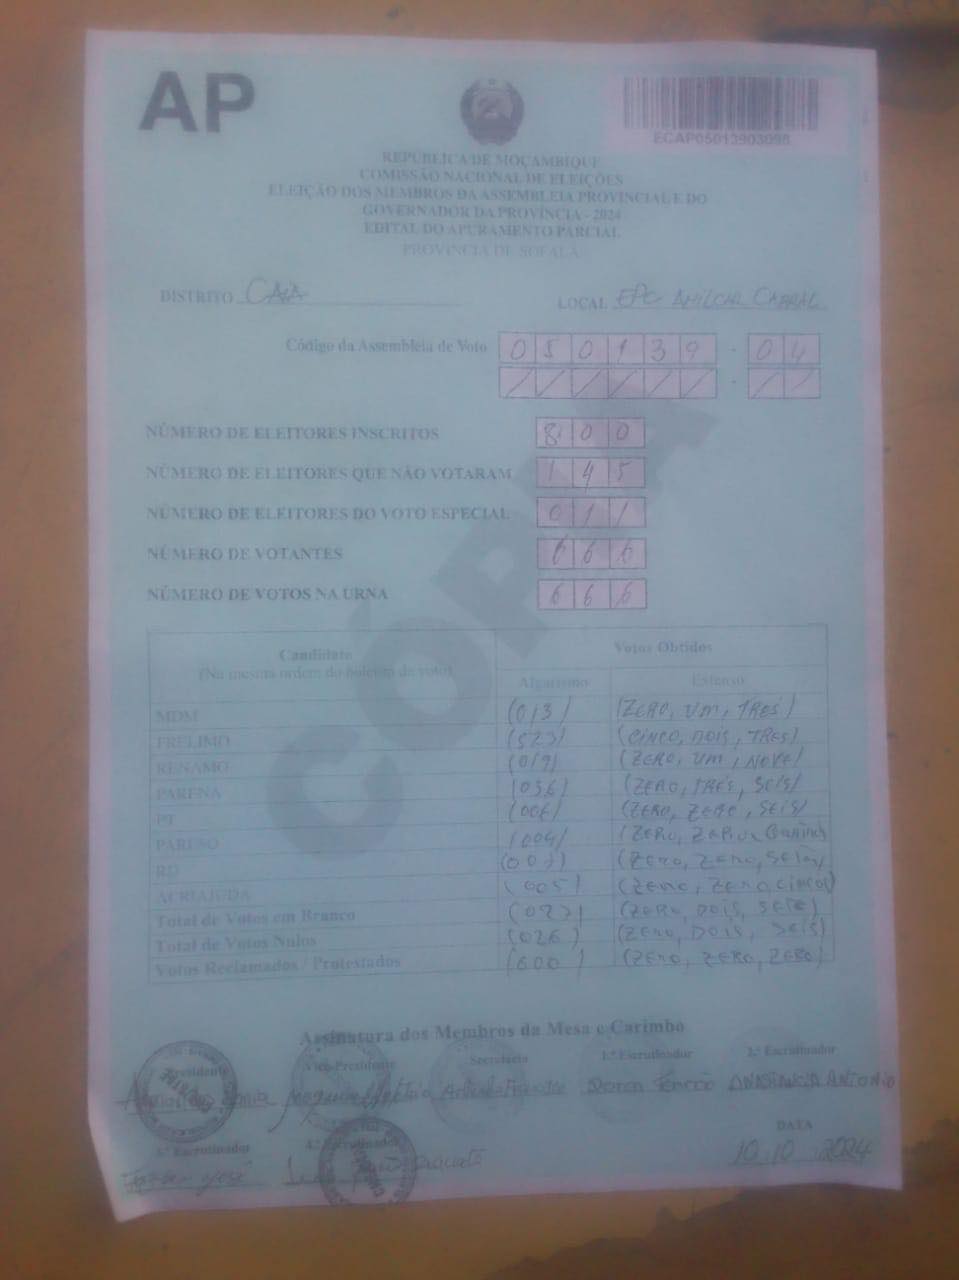 AP
ECAP05013903098
REPÚBLICA DE MOÇAMBIQUE
COMISSÃO NACIONAL DE ELEIÇÕES
ELEIÇÃO DOS MEMBROS DA ASSEMBLEIA PROVINCIAL E DO
GOVERNADOR DA PROVÍNCIA - 2024
EDITAL DO APURAMENTO PARCIAL
PROVÍNCIA DE SOFALA
DISTRITO CAIA LOCAL EPC AMILCAR CABRAL
Código da Assembleia de Voto 050139 - 04
NÚMERO DE ELEITORES INSCRITOS 800
NÚMERO DE ELEITORES QUE NÃO VOTARAM 145
NÚMERO DE ELEITORES DO VOTO ESPECIAL 011
NÚMERO DE VOTANTES 666
NÚMERO DE VOTOS NA URNA 666
CÓPIA
Candidato Votos Obtidos
(Na mesma ordem do boletim de voto) Algarismo Extenso
MDM (013) (ZERO, UM, TRÊS)
FRELIMO (523) (CINCO, DOIS, TRES)
RENAMO (019) (ZERO, UM, NOVE)
PARENA (036) (ZERO, TRÊS, SEIS)
PT (006) (ZERO, ZERO, SEIS)
PARESO (004) (ZERO, ZERO
RD (007) (ZERO, ZERO,
ACRIAJUDA (005) (ZERO, ZERO, CINCO)
Total de Votos em Branco (027) (ZERO, DOIS, SETE)
Total de Votos Nulos (026) (ZERO, DOIS, SEIS)
Votos Reclamados / Protestados (000) (ZERO, ZERO, ZERO)
Assinatura dos Membros da Mesa e Carimbo
Presidente Vice-Presidente Secretário 1.º Escrutinador 2.º Escrutinador
ANASTANCIA ANTONIO
3.º Escrutinador 4.º Escrutinador DATA
10.10.2024